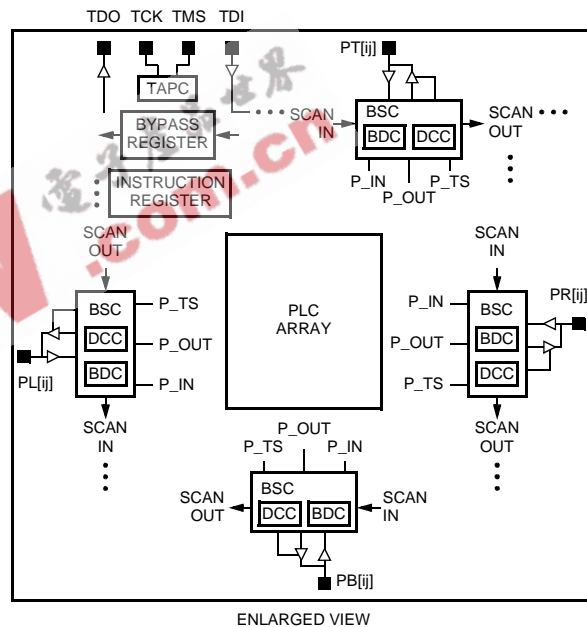 TDO TCK TMS TDI
PT[ij]
TAPC
BSC
BDC DCC
SCAN IN
SCAN OUT
BYPASS
REGISTER
P_IN P_OUT P_TS
INSTRUCTION
REGISTER
SCAN
OUT
BSC
DCC
BDC
P_TS
P_OUT
P_IN
PL[ij]
SCAN
IN
PLC
ARRAY
SCAN
IN
P_IN
P_OUT
P_TS
BSC
BDC
DCC
PR[ij]
SCAN
OUT
P_OUT
P_TS P_IN
BSC
DCC BDC
SCAN
OUT
SCAN
IN
PB[ij]
ENLARGED VIEW
.com.cn